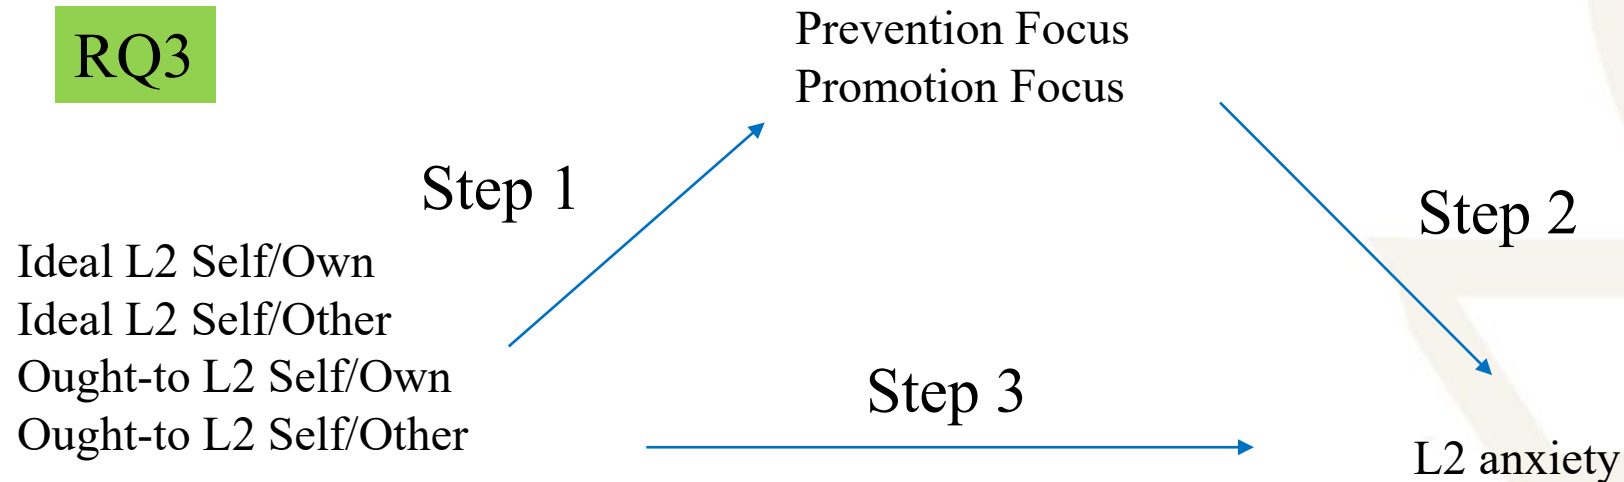 RQ3
Prevention Focus
Promotion Focus
Step 1
Step 2
Ideal L2 Self/Own
Ideal L2 Self/Other
Ought-to L2 Self/Own
Ought-to L2 Self/Other
Step 3
L2 anxiety